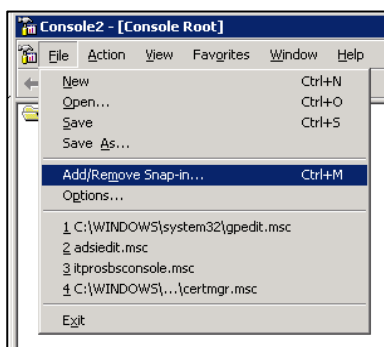 Console2 - [Console Root]
File Action View Favorites Window Help
New Ctrl+N
Open... Ctrl+O
Save Ctrl+S
Save As...
Add/Remove Snap-in... Ctrl+M
Options...
1 C:\WINDOWS\system32\gpedit.msc
2 adsiedit.msc
3 itprosbsconsole.msc
4 C:\WINDOWS\...\certmgr.msc
Exit